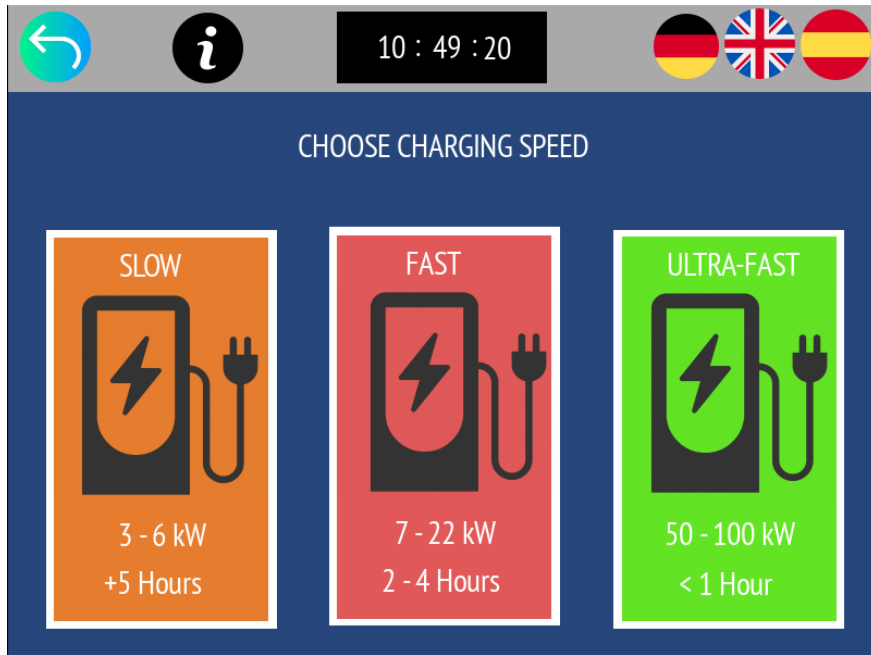 i
10 : 49 : 20
CHOOSE CHARGING SPEED
SLOW
3 - 6 kW
+5 Hours
FAST
7 - 22 kW
2 - 4 Hours
ULTRA-FAST
50 - 100 kW
< 1 Hour